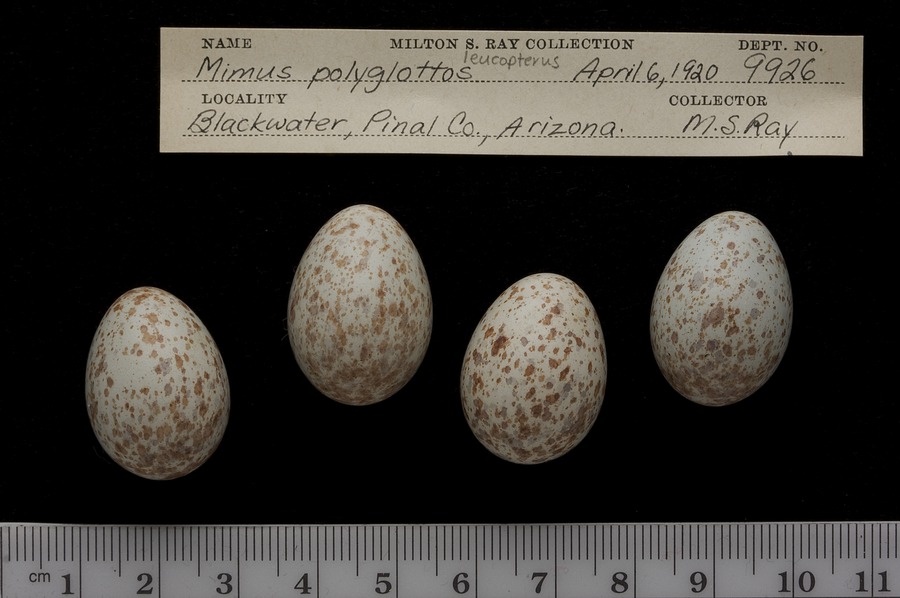 NAME MILTON S. RAY COLLECTION DEPT. NO.
leucopterus
Mimus polyglottos April 6, 1920 9926
LOCALITY COLLECTOR
Blackwater, Pinal Co., Arizona. M.S.Ray
cm 1 2 3 4 5 6 7 8 9 10 11